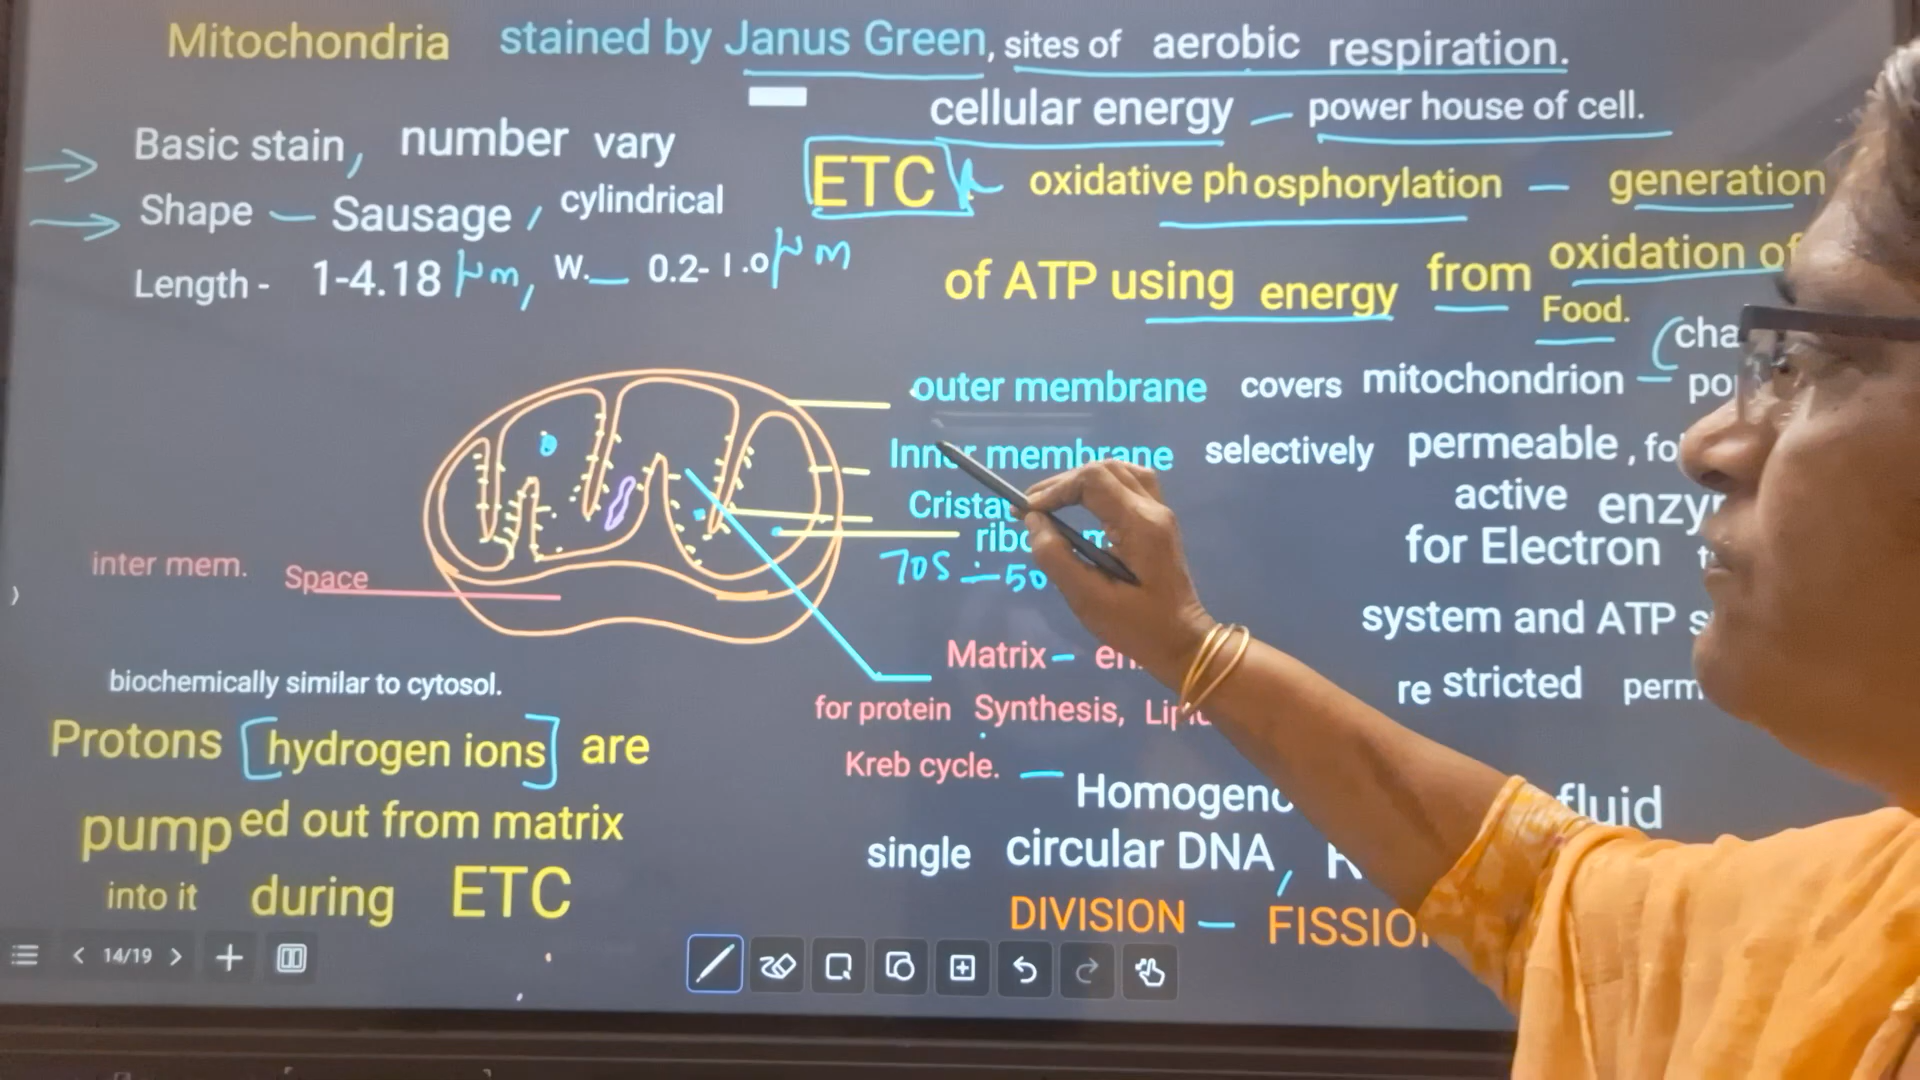 Mitochondria stained by Janus Green, sites of aerobic respiration.
cellular energy – power house of cell.
Basic stain, number vary
ETC oxidative phosphorylation – generation
Shape – Sausage, cylindrical
of ATP using energy from oxidation of
Food.
Length - 1-4.18 μm, W. – 0.2-1.0 μm
outer membrane covers mitochondrion –
Inner membrane selectively permeable,
Cristae
active
for Electron
70S – 50
inter mem. Space
system and ATP
Matrix –
restricted
biochemically similar to cytosol.
for protein Synthesis,
Protons [hydrogen ions] are
Kreb cycle. –
fluid
pumped out from matrix
single circular DNA,
into it during ETC
DIVISION –
14/19